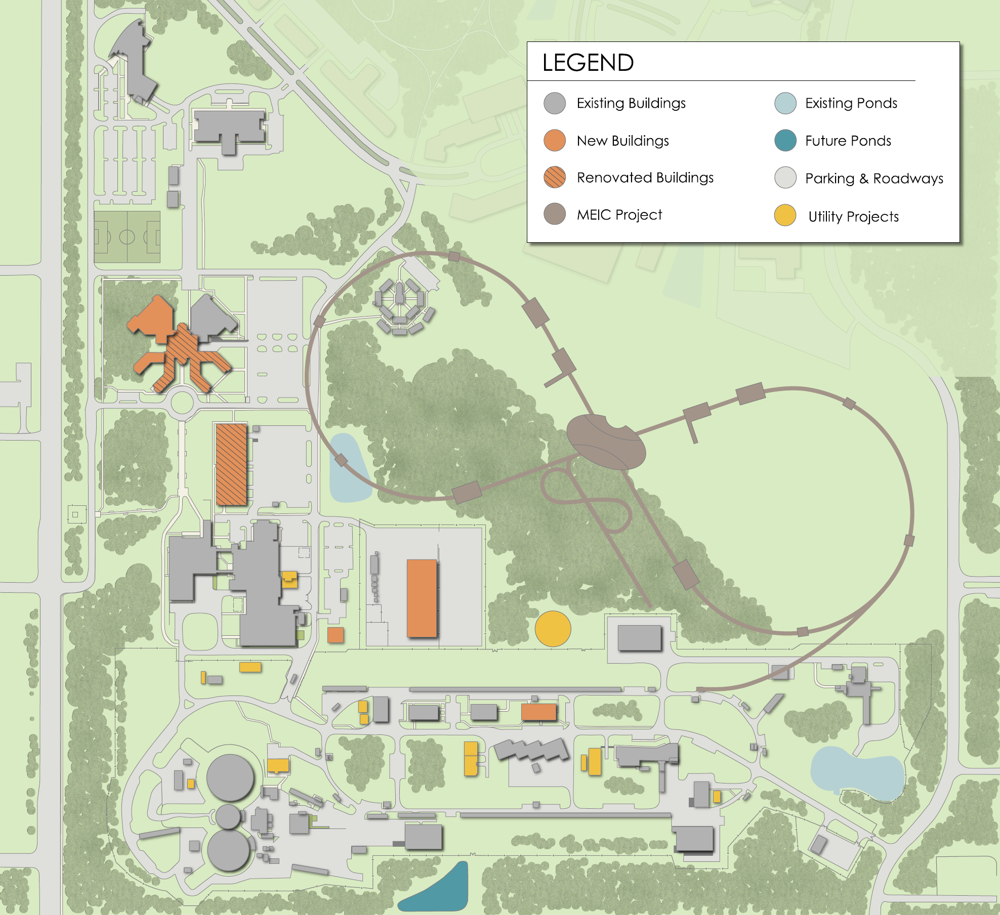 LEGEND
Existing Buildings
New Buildings
Renovated Buildings
MEIC Project
Existing Ponds
Future Ponds
Parking & Roadways
Utility Projects